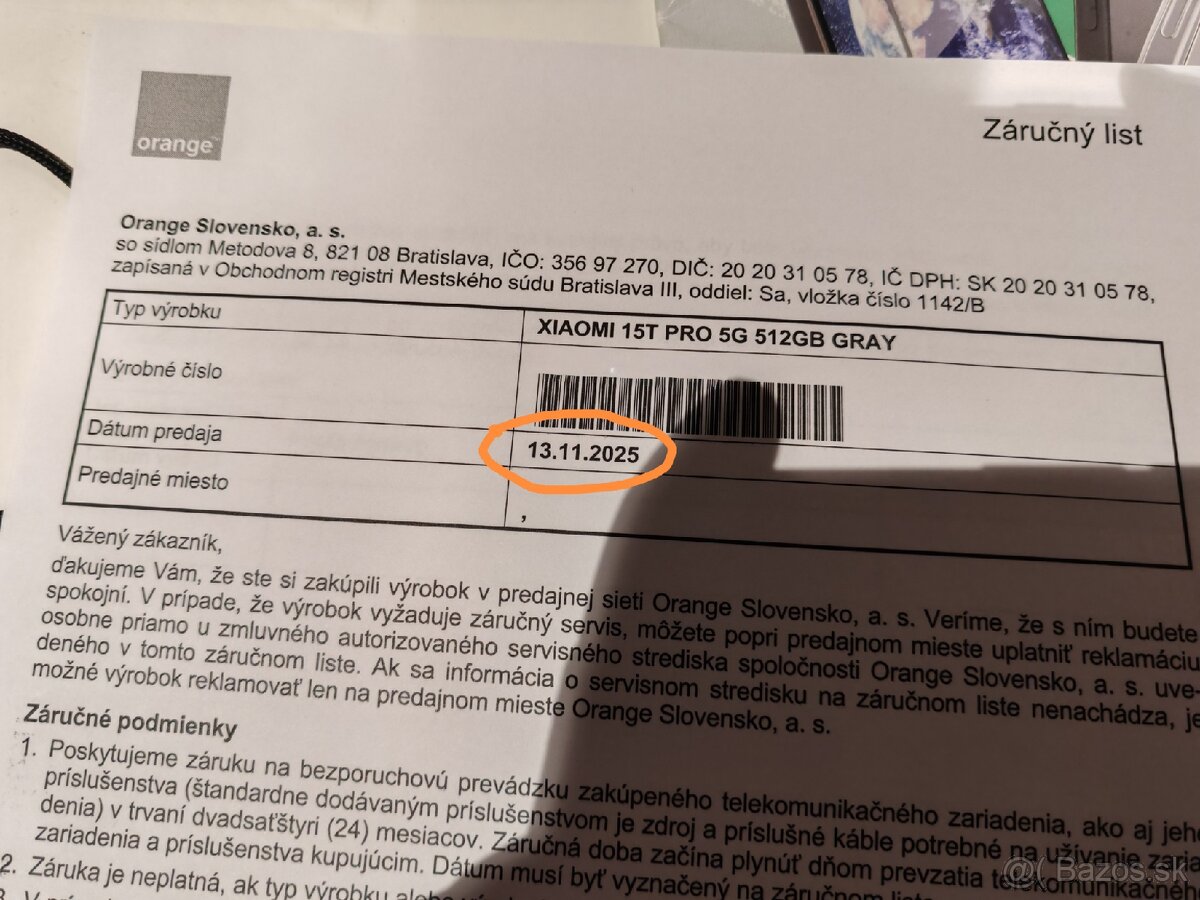 orange™
Záručný list
Orange Slovensko, a. s.
so sídlom Metodova 8, 821 08 Bratislava, IČO: 356 97 270, DIČ: 20 20 31 05 78, IČ DPH: SK 20 20 31 05 78,
zapísaná v Obchodnom registri Mestského súdu Bratislava III, oddiel: Sa, vložka číslo 1142/B
Typ výrobku XIAOMI 15T PRO 5G 512GB GRAY
Výrobné číslo
Dátum predaja 13.11.2025
Predajné miesto ,
Vážený zákazník,
ďakujeme Vám, že ste si zakúpili výrobok v predajnej sieti Orange Slovensko, a. s. Veríme, že s ním budete
spokojní. V prípade, že výrobok vyžaduje záručný servis, môžete popri predajnom mieste uplatniť reklamáciu
osobne priamo u zmluvného autorizovaného servisného strediska spoločnosti Orange Slovensko, a. s. uve-
deného v tomto záručnom liste. Ak sa informácia o servisnom stredisku na záručnom liste nenachádza, je
možné výrobok reklamovať len na predajnom mieste Orange Slovensko, a. s.
Záručné podmienky
1. Poskytujeme záruku na bezporuchovú prevádzku zakúpeného telekomunikačného zariadenia, ako aj jeho
príslušenstva (štandardne dodávaným príslušenstvom je zdroj a príslušné káble potrebné na užívanie zaria-
denia) v trvaní dvadsaťštyri (24) mesiacov. Záručná doba začína plynúť dňom prevzatia telekomunikačného
zariadenia a príslušenstva kupujúcim. Dátum musí byť vyznačený na záručnom liste.
2. Záruka je neplatná, ak typ výrobku alebo
Bazos.sk